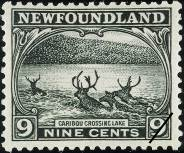 NEWFOUNDLAND
CARIBOU CROSSING LAKE
9 NINE CENTS 9